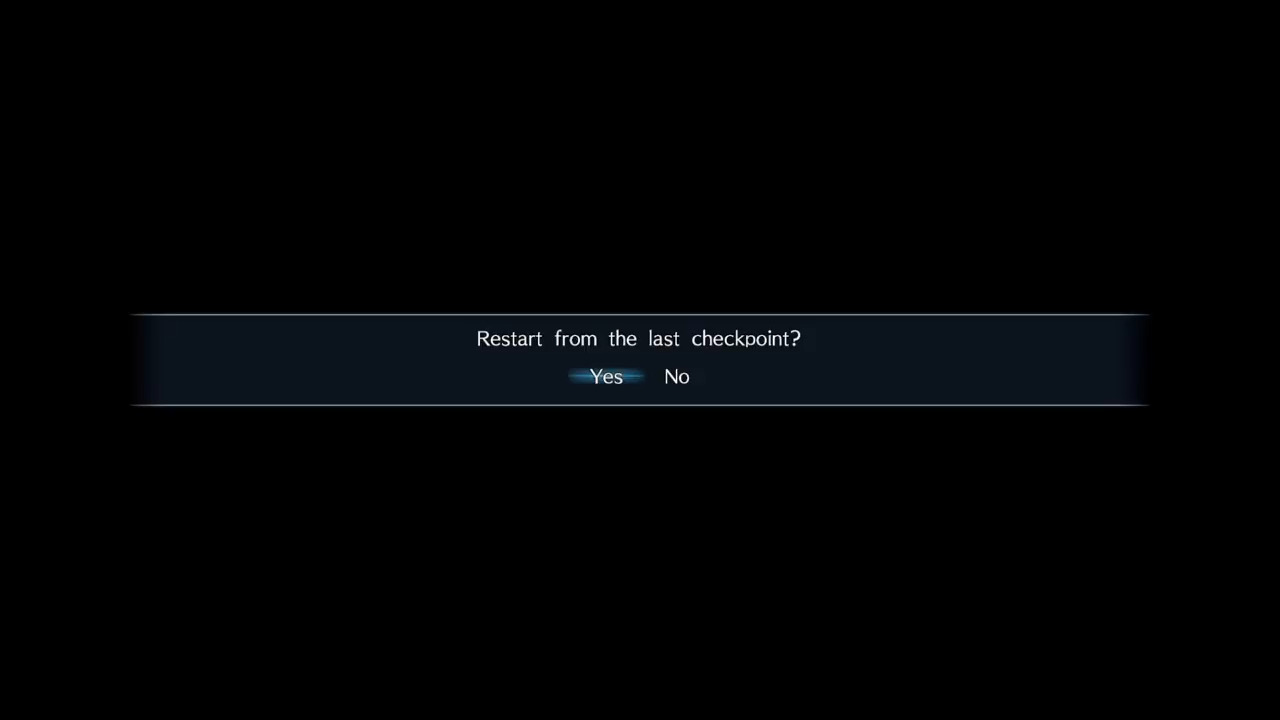 Restart from the last checkpoint?
Yes No